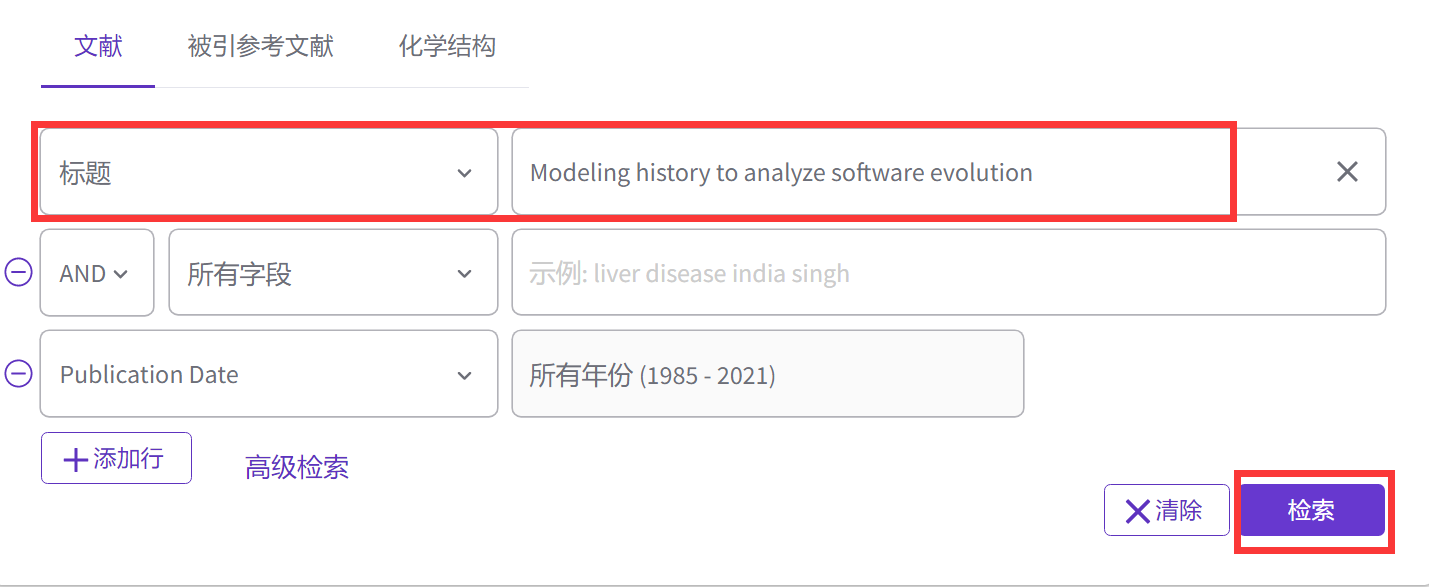 文献 被引参考文献 化学结构
标题 Modeling history to analyze software evolution
AND 所有字段 示例: liver disease india singh
Publication Date 所有年份 (1985 - 2021)
添加行 高级检索
清除 检索